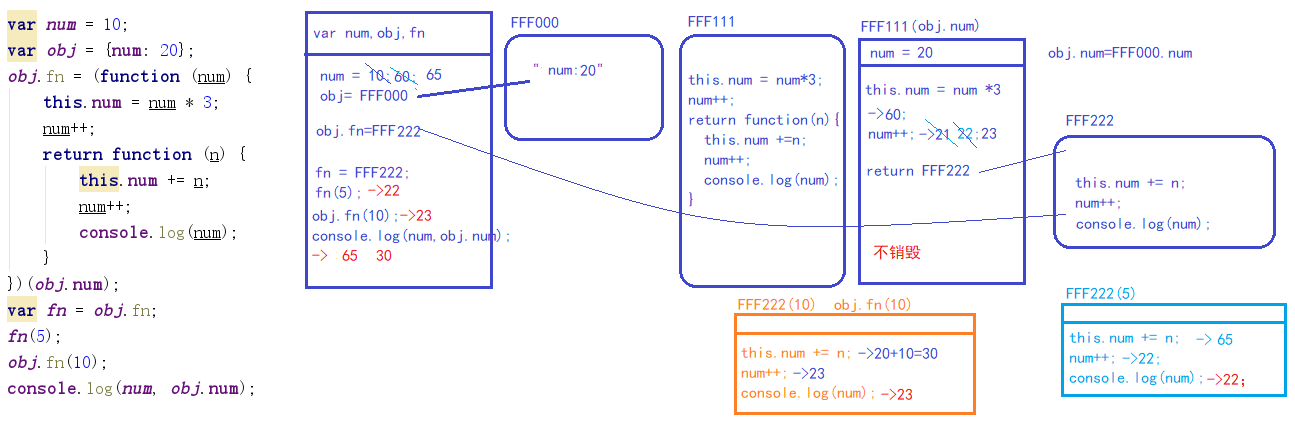 var num = 10;
var obj = {num: 20};
obj.fn = (function (num) {
this.num = num * 3;
num++;
return function (n) {
this.num += n;
num++;
console.log(num);
}
})(obj.num);
var fn = obj.fn;
fn(5);
obj.fn(10);
console.log(num, obj.num);
var num,obj,fn
num = 10;60; 65
obj= FFF000
obj.fn=FFF222
fn = FFF222;
fn(5); ->22
obj.fn(10);->23
console.log(num,obj.num);
-> 65 30
FFF000
" num:20"
FFF111
this.num = num*3;
num++;
return function(n){
this.num +=n;
num++;
console.log(num);
}
FFF111(obj.num)
num = 20
this.num = num *3
->60;
num++; ->21 22;23
return FFF222
不销毁
obj.num=FFF000.num
FFF222
this.num += n;
num++;
console.log(num);
FFF222(10) obj.fn(10)
this.num += n; ->20+10=30
num++; ->23
console.log(num); ->23
FFF222(5)
this.num += n; -> 65
num++; ->22;
console.log(num);->22;